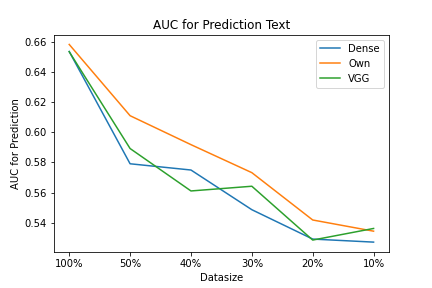 AUC for Prediction Text
Dense
Own
VGG
AUC for Prediction
0.66
0.64
0.62
0.60
0.58
0.56
0.54
100% 50% 40% 30% 20% 10%
Datasize